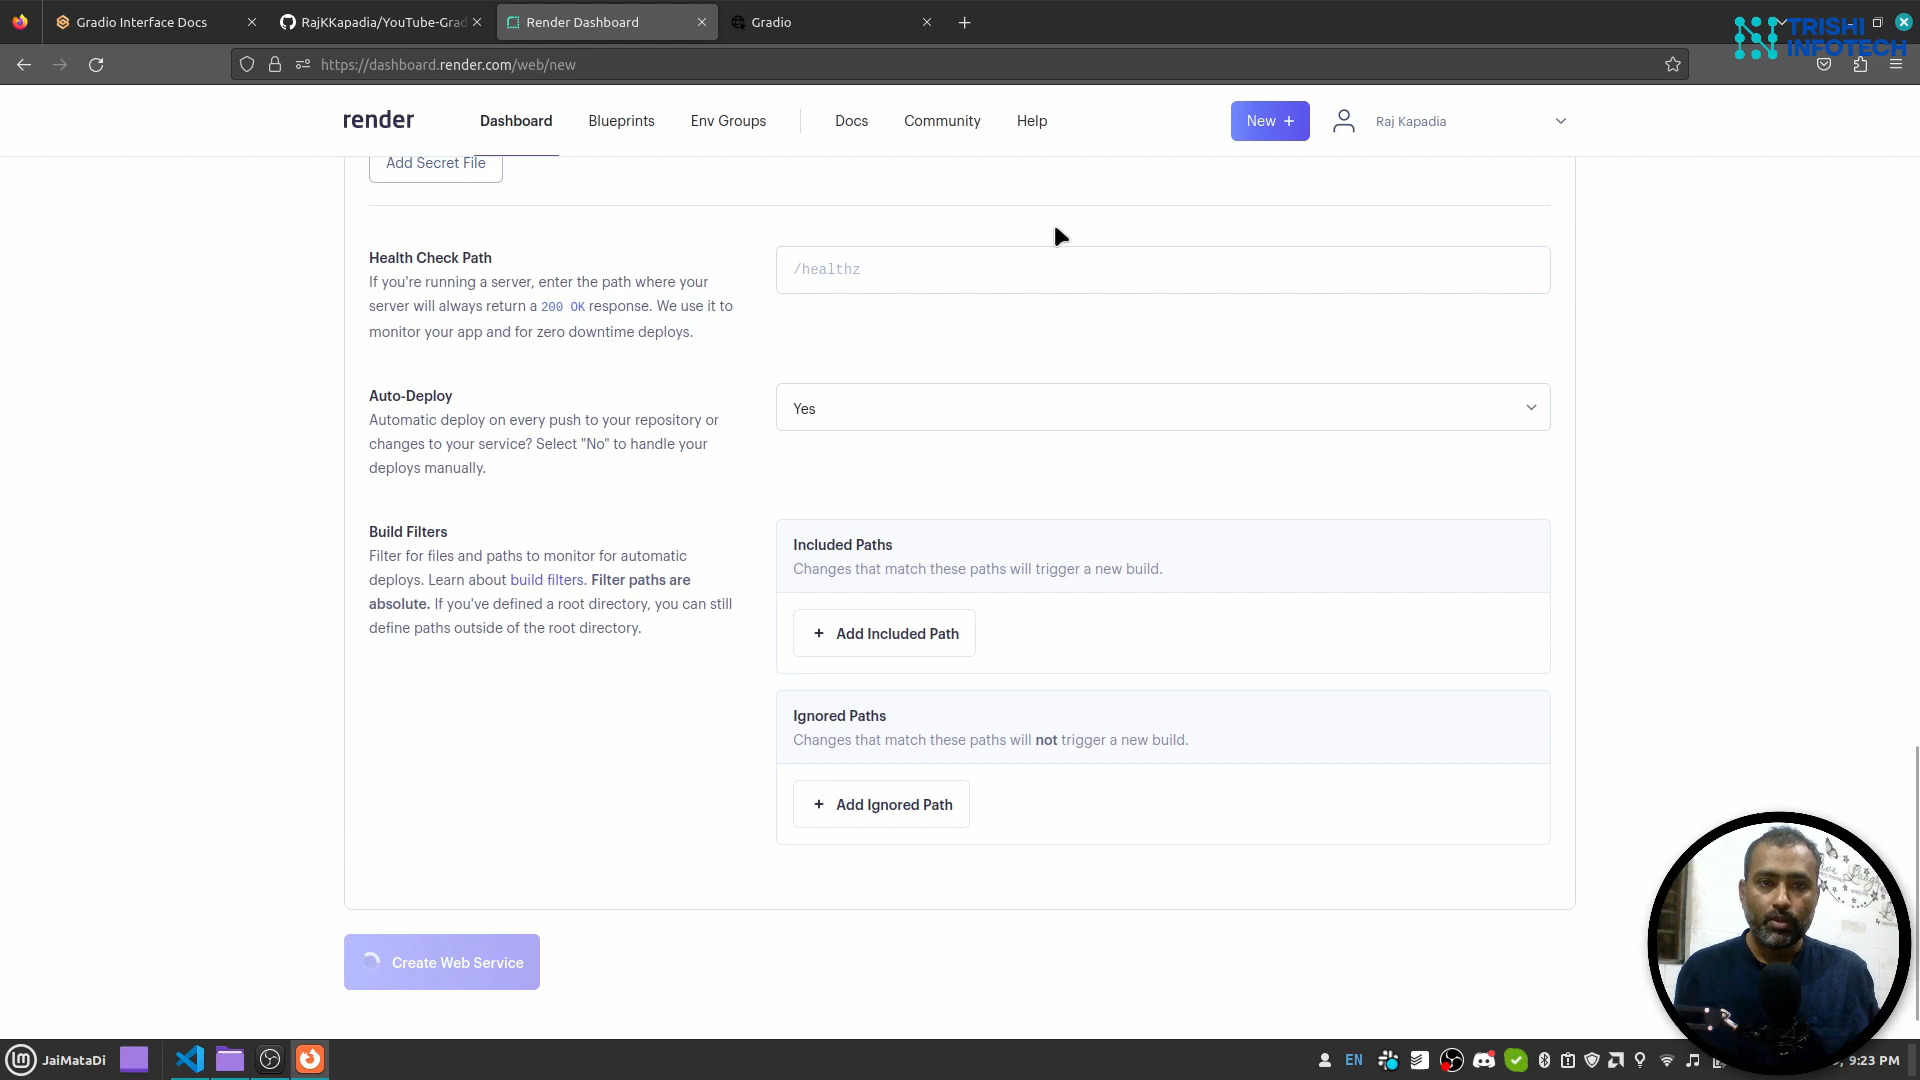 Gradio Interface Docs
RajKKapadia/YouTube-Grad
Render Dashboard
Gradio
TRISHI
INFOTECH
https://dashboard.render.com/web/new
render
Dashboard
Blueprints
Env Groups
Docs
Community
Help
New +
Raj Kapadia
Add Secret File
Health Check Path
If you're running a server, enter the path where your
server will always return a 200 OK response. We use it to
monitor your app and for zero downtime deploys.
/healthz
Auto-Deploy
Automatic deploy on every push to your repository or
changes to your service? Select "No" to handle your
deploys manually.
Yes
Build Filters
Filter for files and paths to monitor for automatic
deploys. Learn about build filters. Filter paths are
absolute. If you've defined a root directory, you can still
define paths outside of the root directory.
Included Paths
Changes that match these paths will trigger a new build.
+ Add Included Path
Ignored Paths
Changes that match these paths will not trigger a new build.
+ Add Ignored Path
Create Web Service
JaiMataDi
EN
9:23 PM